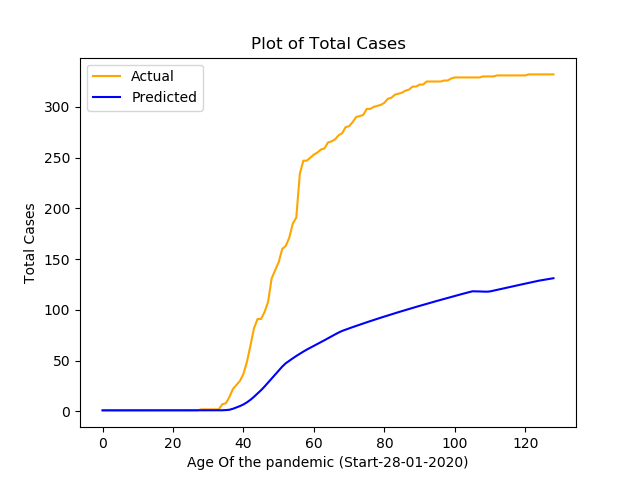 Plot of Total Cases
Actual
Predicted
300
250
200
150
100
50
0
Total Cases
0 20 40 60 80 100 120
Age Of the pandemic (Start-28-01-2020)